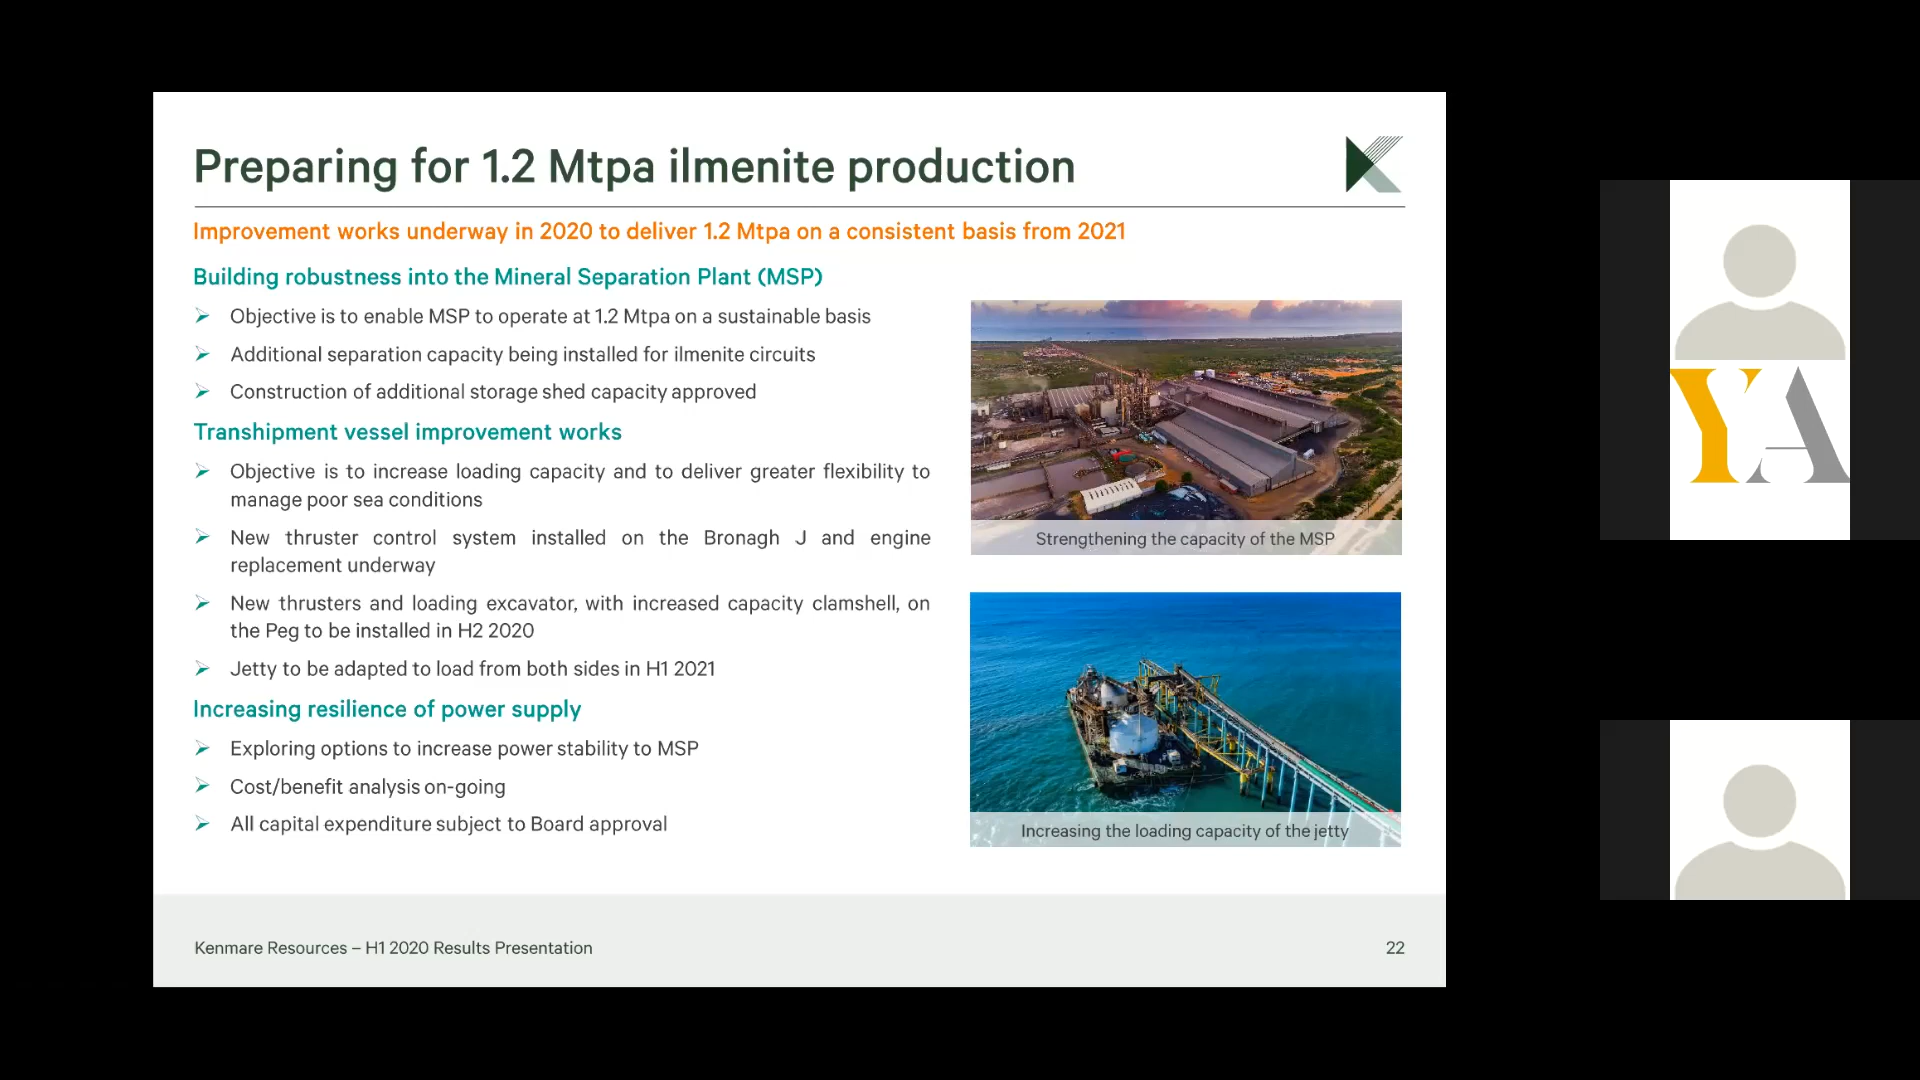 Preparing for 1.2 Mtpa ilmenite production
Improvement works underway in 2020 to deliver 1.2 Mtpa on a consistent basis from 2021
Building robustness into the Mineral Separation Plant (MSP)
Objective is to enable MSP to operate at 1.2 Mtpa on a sustainable basis
Additional separation capacity being installed for ilmenite circuits
Construction of additional storage shed capacity approved
Transhipment vessel improvement works
Objective is to increase loading capacity and to deliver greater flexibility to
manage poor sea conditions
New thruster control system installed on the Bronagh J and engine
replacement underway
New thrusters and loading excavator, with increased capacity clamshell, on
the Peg to be installed in H2 2020
Jetty to be adapted to load from both sides in H1 2021
Increasing resilience of power supply
Exploring options to increase power stability to MSP
Cost/benefit analysis on-going
All capital expenditure subject to Board approval
Strengthening the capacity of the MSP
Increasing the loading capacity of the jetty
Kenmare Resources – H1 2020 Results Presentation
22
YA